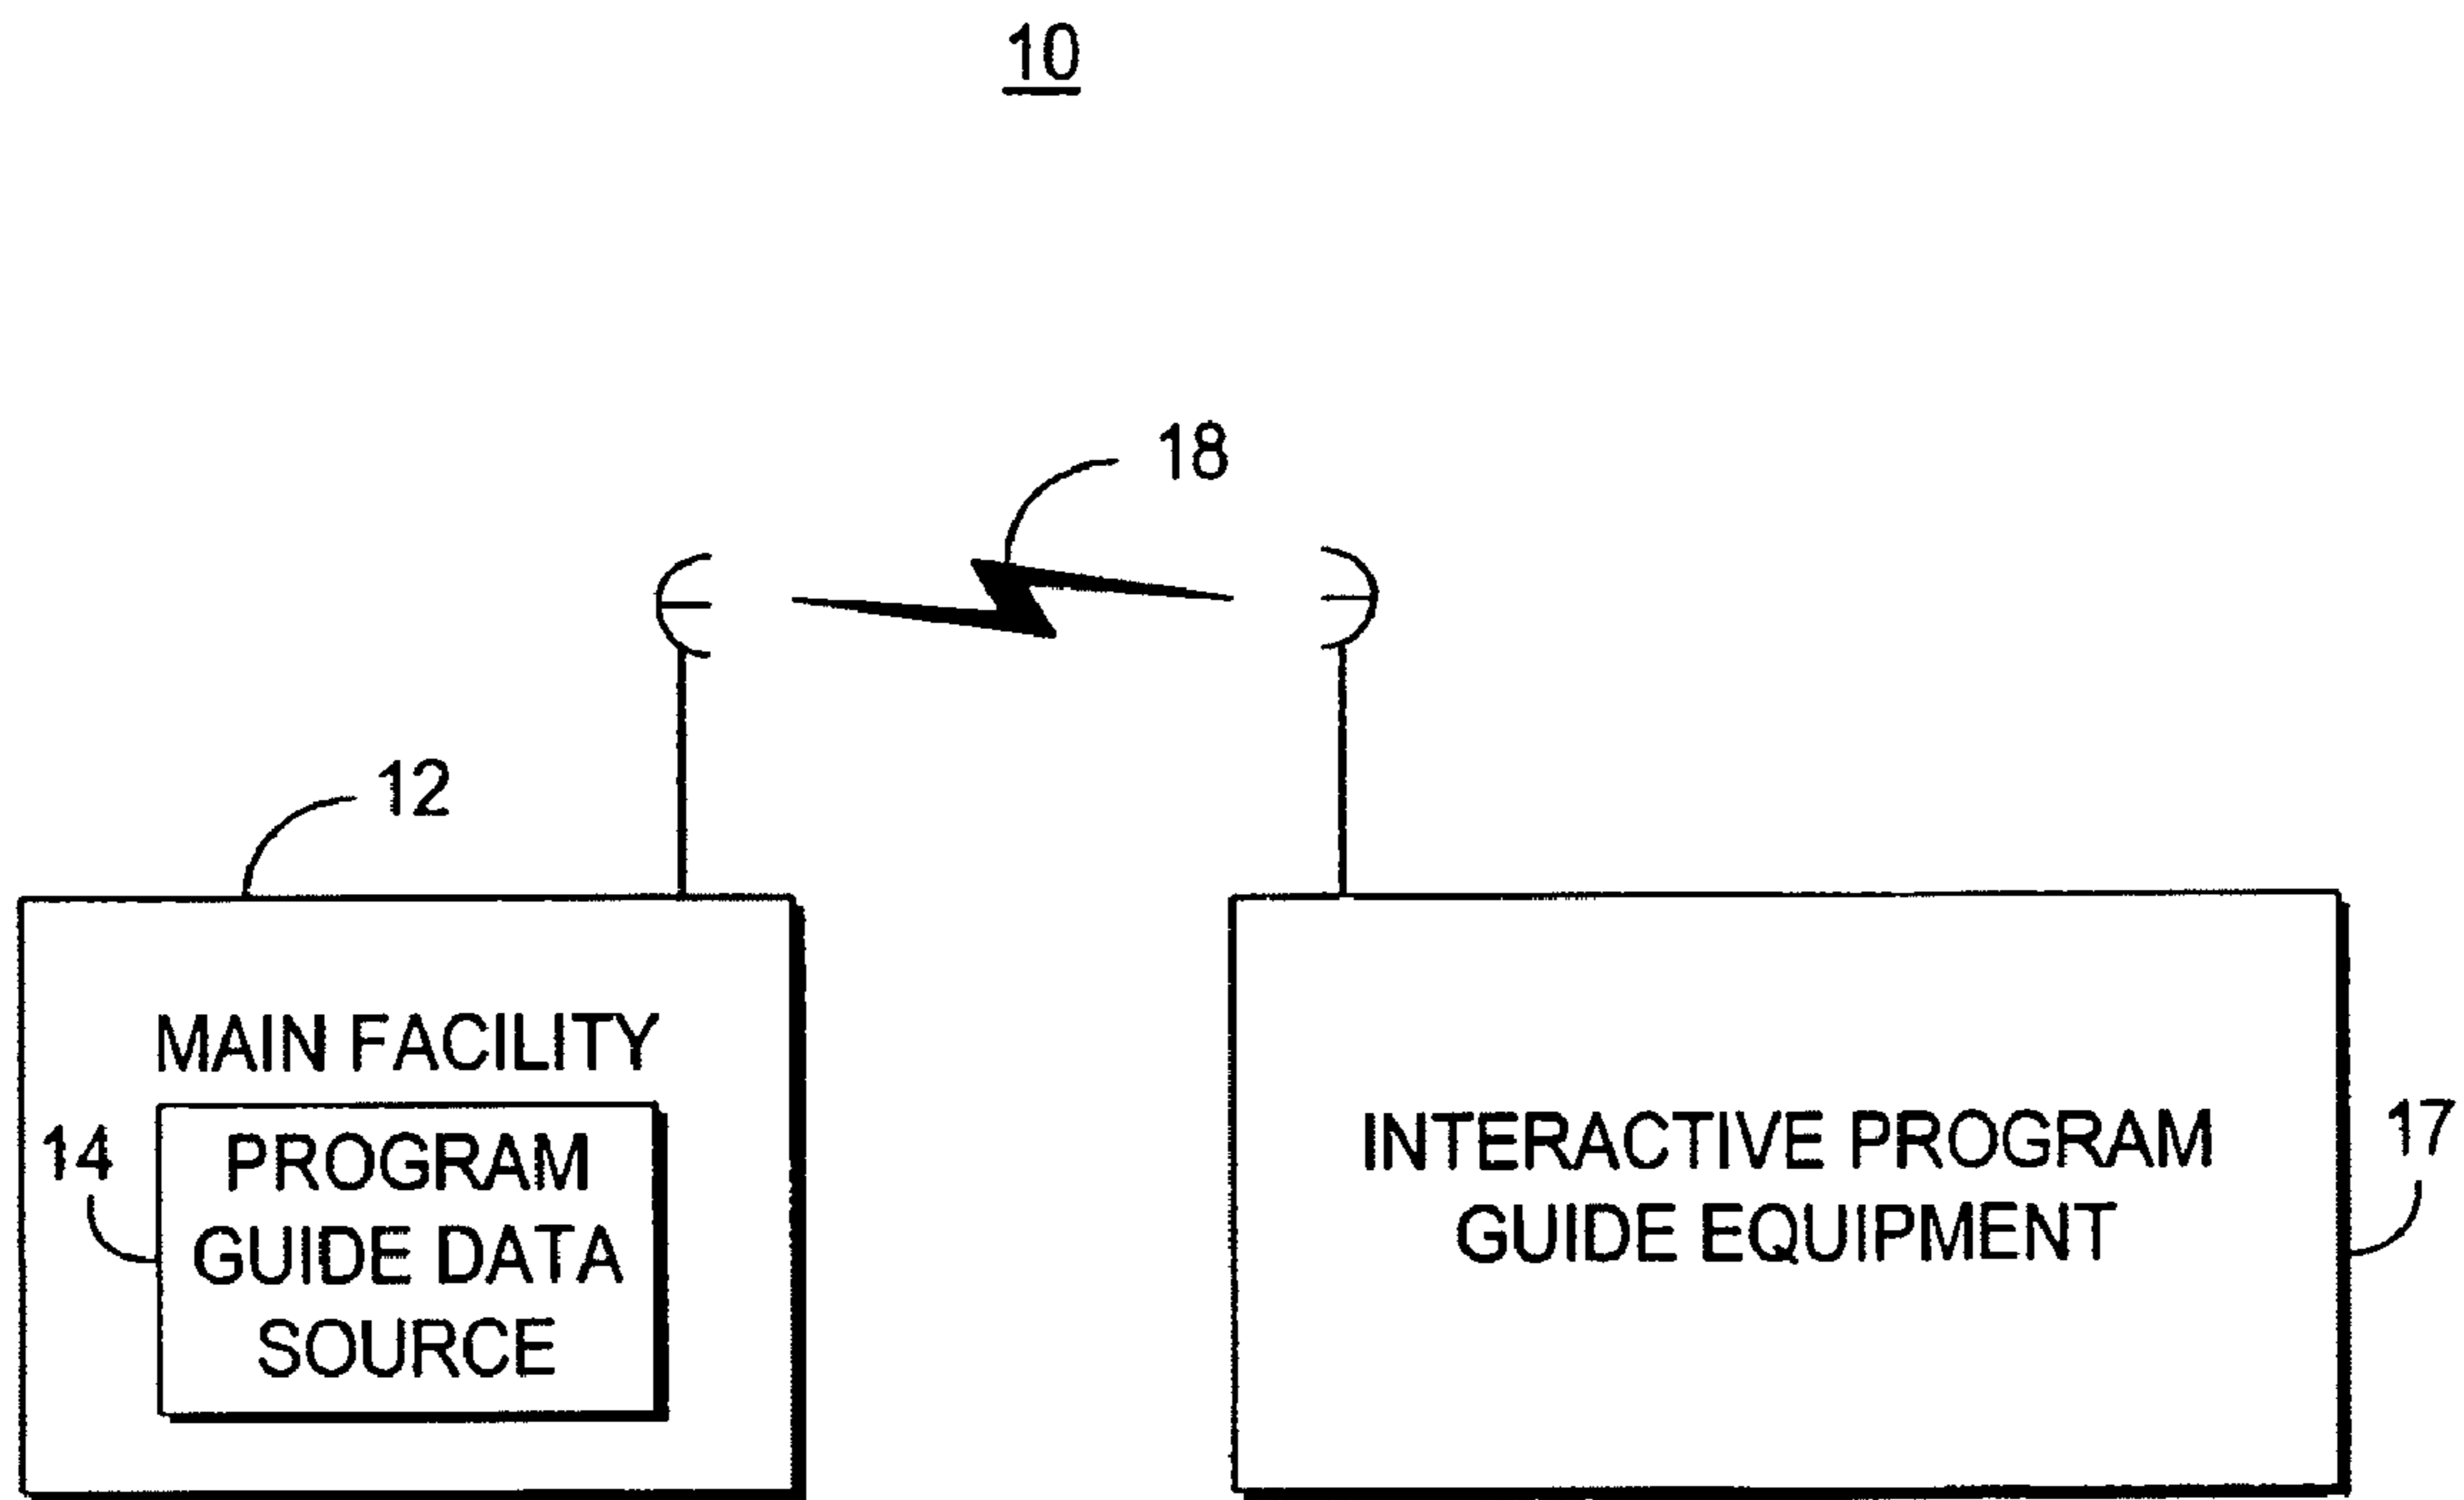 10
18
12
MAIN FACILITY
14
PROGRAM
GUIDE DATA
SOURCE
INTERACTIVE PROGRAM
GUIDE EQUIPMENT
17